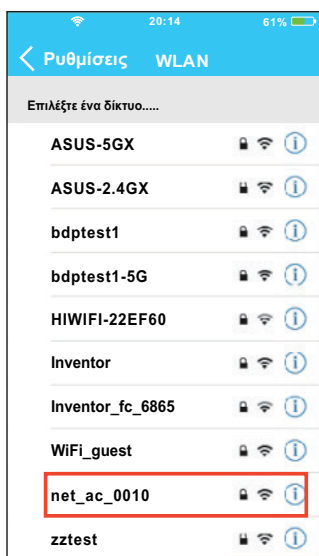 20:14 61%
Ρυθμίσεις WLAN
Επιλέξτε ένα δίκτυο.....
ASUS-5GX
ASUS-2.4GX
bdptest1
bdptest1-5G
HIWIFI-22EF60
Inventor
Inventor_fc_6865
WiFi_guest
net_ac_0010
zztest